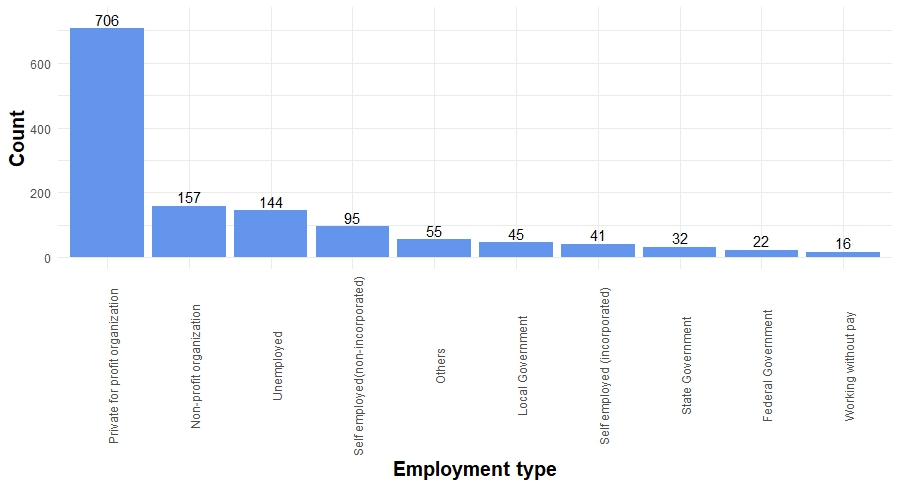 Count
600
400
200
0
706
157
144
95
55
45
41
32
22
16
Private for profit organization
Non-profit organization
Unemployed
Self employed(non-incorporated)
Others
Local Government
Self employed (incorporated)
State Government
Federal Government
Working without pay
Employment type